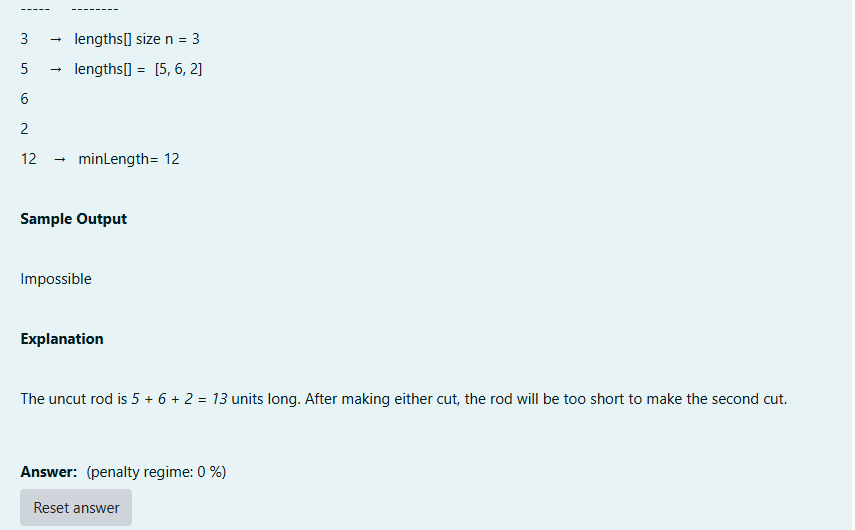 ----- --------
3 → lengths[] size n = 3
5 → lengths[] = [5, 6, 2]
6
2
12 → minLength= 12
Sample Output
Impossible
Explanation
The uncut rod is 5 + 6 + 2 = 13 units long. After making either cut, the rod will be too short to make the second cut.
Answer: (penalty regime: 0 %)
Reset answer